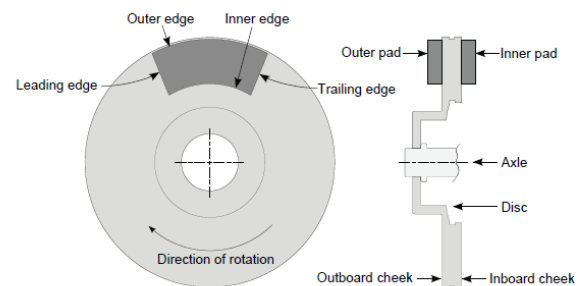 Outer edge
Inner edge
Leading edge
Trailing edge
Direction of rotation
Outer pad
Inner pad
Axle
Disc
Outboard cheek
Inboard cheek